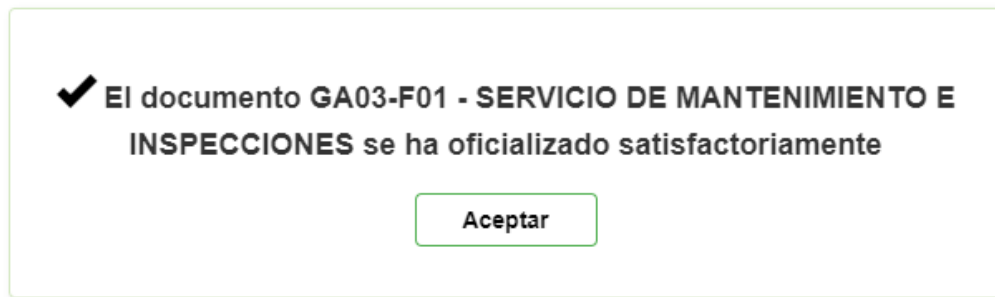 El documento GA03-F01 - SERVICIO DE MANTENIMIENTO E
INSPECCIONES se ha oficializado satisfactoriamente
Aceptar